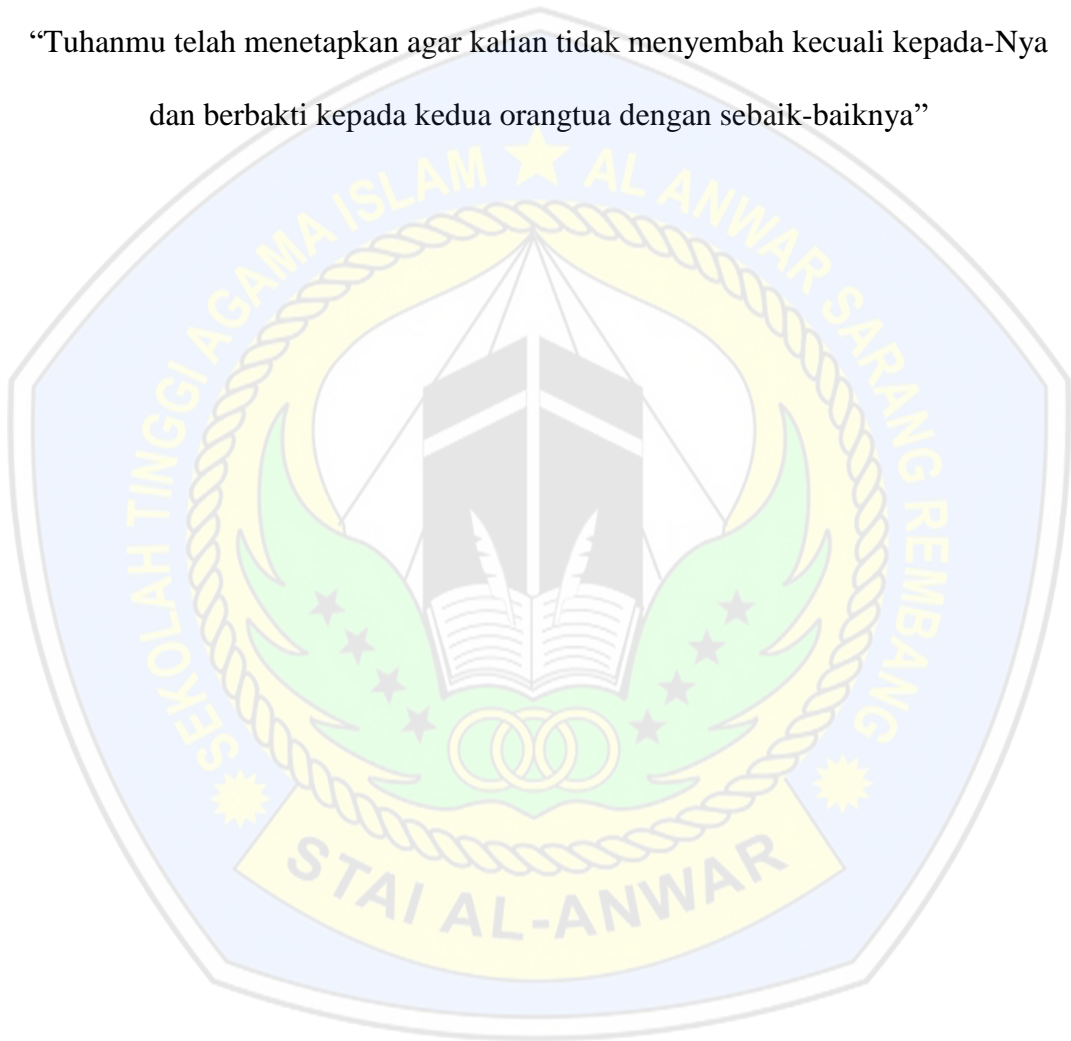 “Tuhanmu telah menetapkan agar kalian tidak menyembah kecuali kepada-Nya
dan berbakti kepada kedua orangtua dengan sebaik-baiknya”
SEKOLAH TINGGI AGAMA ISLAM AL ANWAR SARANG REMBANG
STAI AL-ANWAR